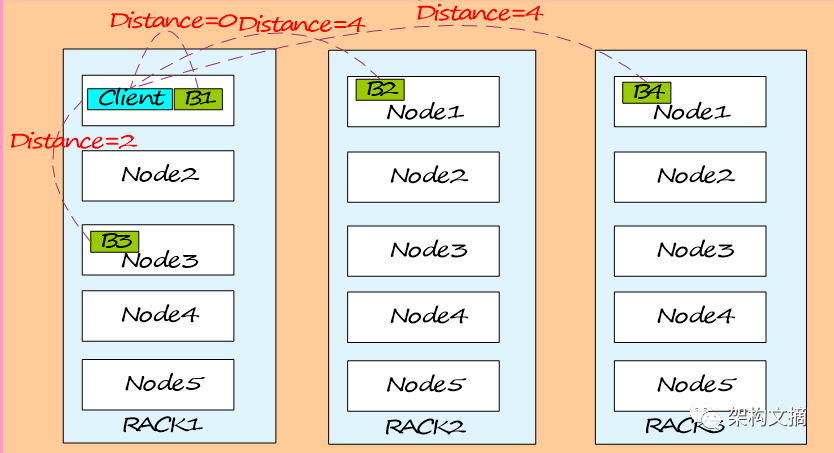 Distance=0
Distance=4
Distance=4
Client
B1
B2
Node1
B4
Node1
Distance=2
Node2
Node2
Node2
B3
Node3
Node3
Node3
Node4
Node4
Node4
Node5
Node5
Node5
RACK1
RACK2
RACK3
架构文摘